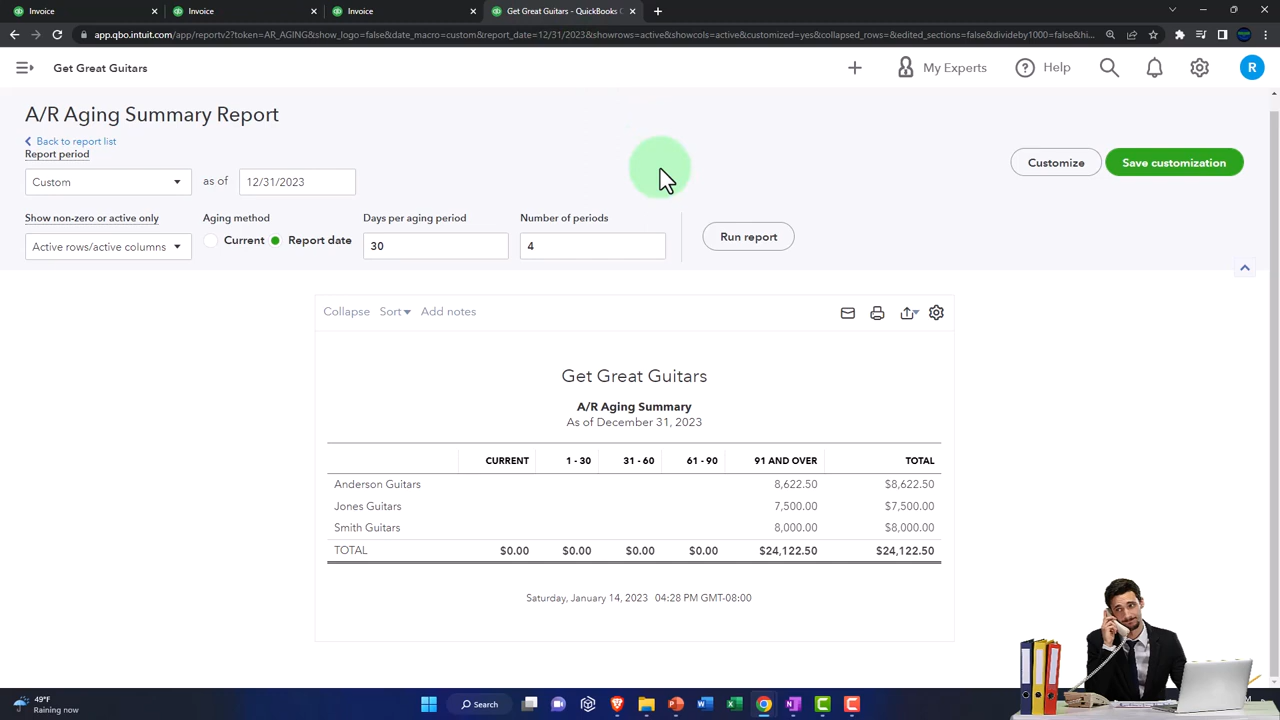 Invoice × Invoice × Invoice × Get Great Guitars - QuickBooks ×
app.qbo.intuit.com/app/reportv2?token=AR_AGING&show_logo=false&date_macro=custom&report_date=12/31/2023&showrows=active&showcols=active&customized=yes&collapsed_rows=&edited_sections=false&divideby1000=false&hi...
Get Great Guitars
My Experts
Help
R
A/R Aging Summary Report
Back to report list
Report period
Custom as of 12/31/2023
Customize
Save customization
Show non-zero or active only Aging method Days per aging period Number of periods
Active rows/active columns Current Report date 30 4 Run report
Collapse Sort Add notes
Get Great Guitars
A/R Aging Summary
As of December 31, 2023
CURRENT 1 - 30 31 - 60 61 - 90 91 AND OVER TOTAL
Anderson Guitars 8,622.50 $8,622.50
Jones Guitars 7,500.00 $7,500.00
Smith Guitars 8,000.00 $8,000.00
TOTAL $0.00 $0.00 $0.00 $0.00 $24,122.50 $24,122.50
Saturday, January 14, 2023 04:28 PM GMT-08:00
49°F
Raining now
Search